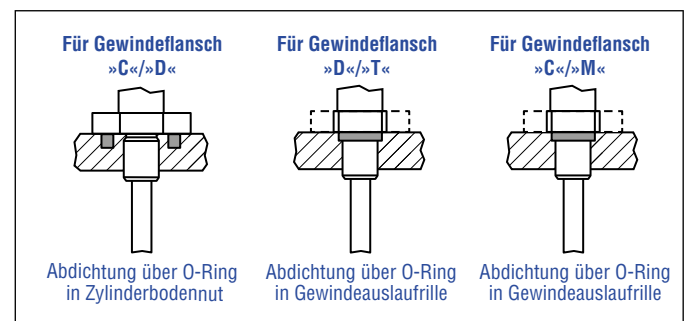 Für Gewindeflansch
»C«/»D«
Abdichtung über O-Ring
in Zylinderbodennut
Für Gewindeflansch
»D«/»T«
Abdichtung über O-Ring
in Gewindeauslaufrille
Für Gewindeflansch
»C«/»M«
Abdichtung über O-Ring
in Gewindeauslaufrille